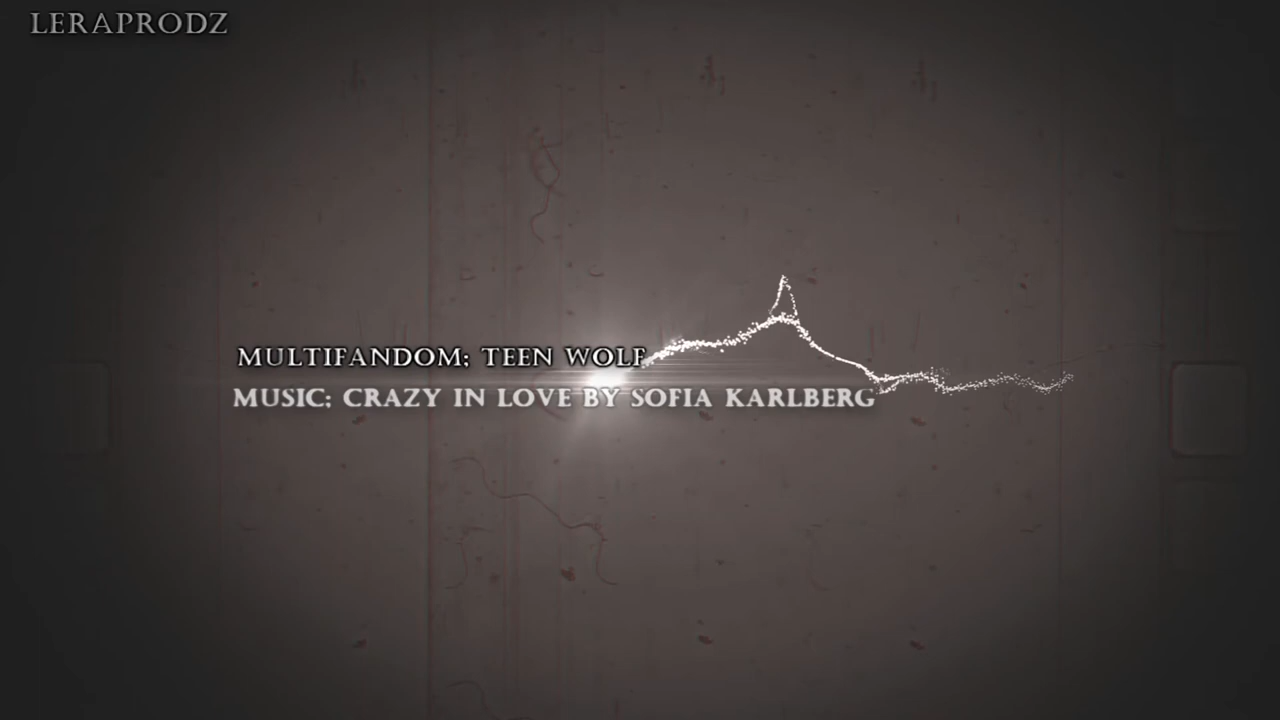 LERAPRODZ
MULTIFANDOM; TEEN WOLF
MUSIC; CRAZY IN LOVE BY SOFIA KARLBERG